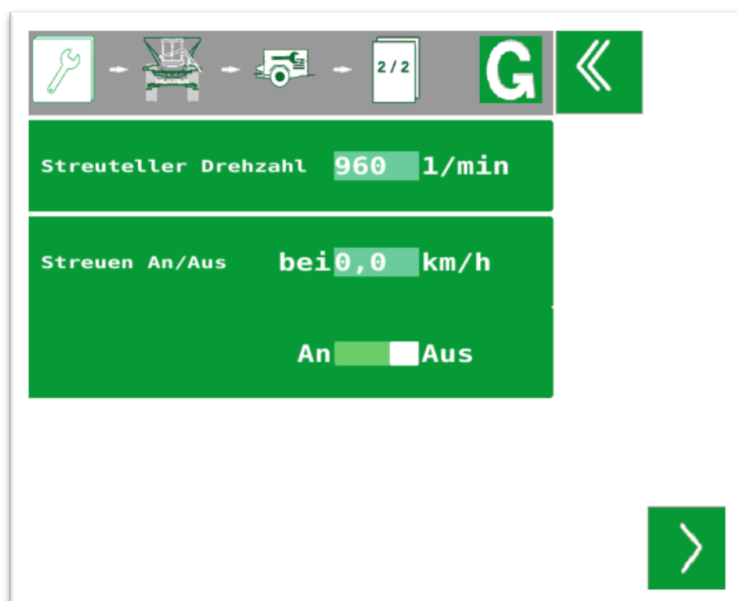 2/2
G
Streuteller Drehzahl 960 1/min
Streuen An/Aus bei 0,0 km/h
An Aus